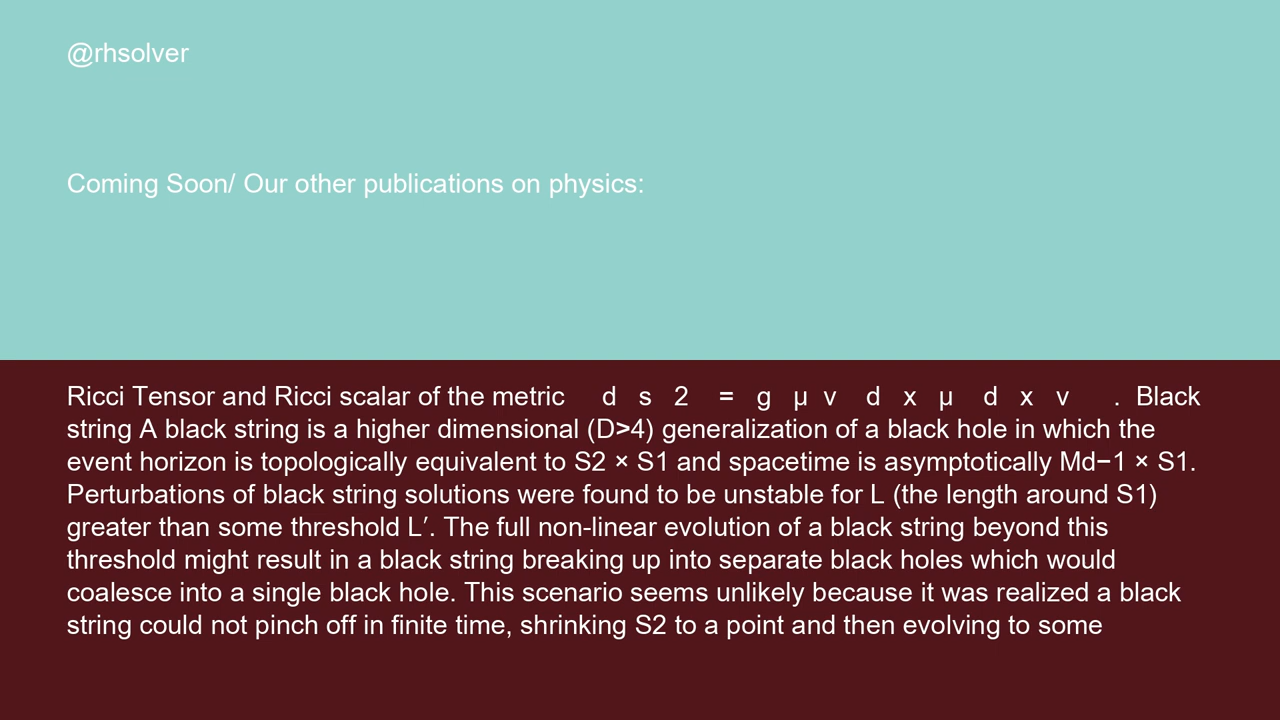 @rhsolver
Coming Soon/ Our other publications on physics:
Ricci Tensor and Ricci scalar of the metric d s 2 = g μ ν d x μ d x ν . Black
string A black string is a higher dimensional (D>4) generalization of a black hole in which the
event horizon is topologically equivalent to S2 × S1 and spacetime is asymptotically Md−1 × S1.
Perturbations of black string solutions were found to be unstable for L (the length around S1)
greater than some threshold L′. The full non-linear evolution of a black string beyond this
threshold might result in a black string breaking up into separate black holes which would
coalesce into a single black hole. This scenario seems unlikely because it was realized a black
string could not pinch off in finite time, shrinking S2 to a point and then evolving to some